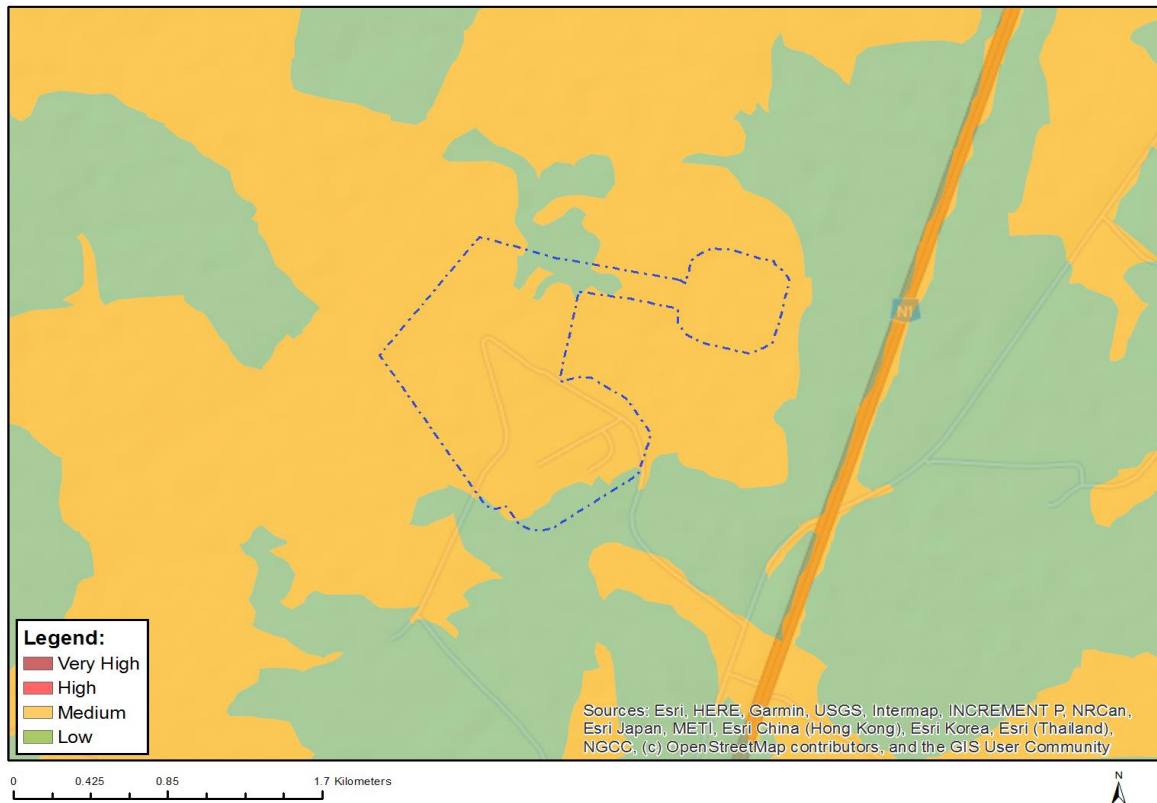 N1
Legend:
Very High
High
Medium
Low
Sources: Esri, HERE, Garmin, USGS, Intermap, INCREMENT P, NRCan,
Esri Japan, METI, Esri China (Hong Kong), Esri Korea, Esri (Thailand),
NGCC, (c) OpenStreetMap contributors, and the GIS User Community
0 0.425 0.85 1.7 Kilometers
N